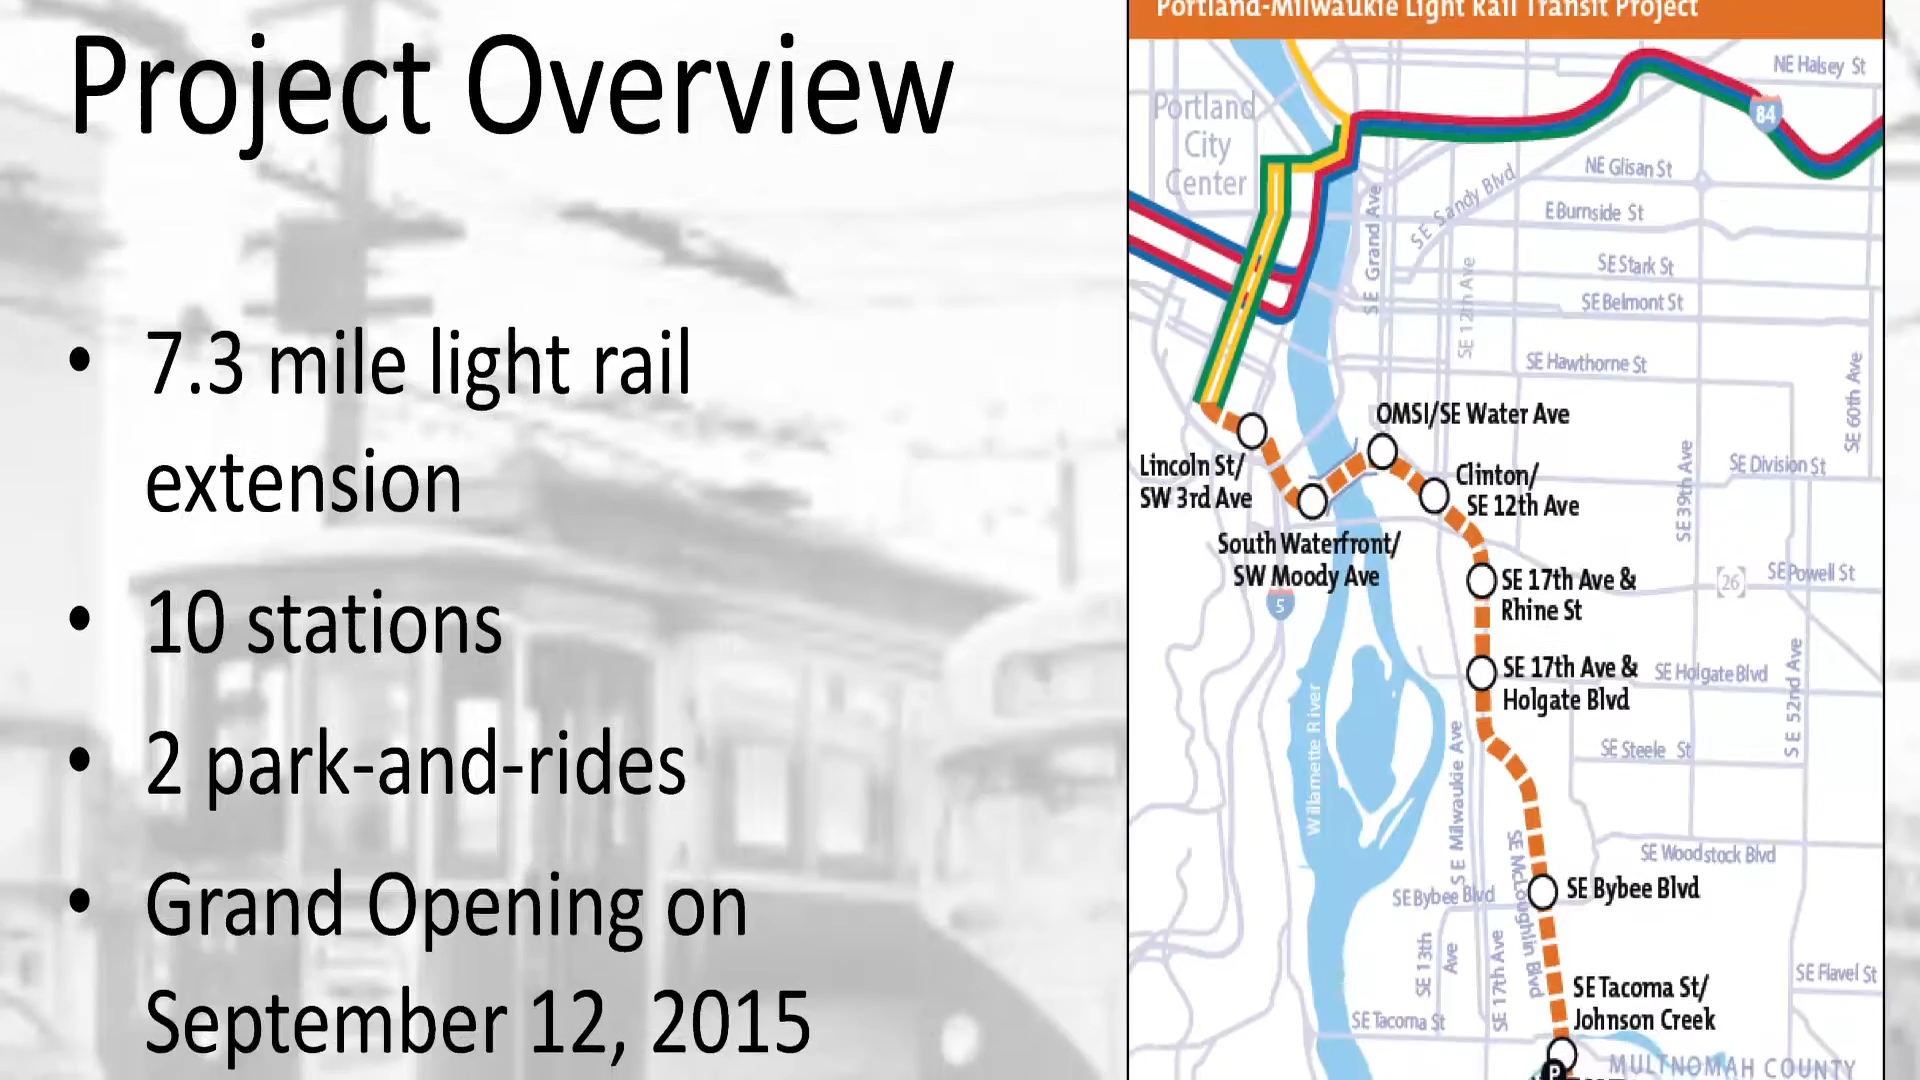 Project Overview
• 7.3 mile light rail
extension
• 10 stations
• 2 park-and-rides
• Grand Opening on
September 12, 2015
Portland-Milwaukie Light Rail Transit Project
NE Halsey St
84
Portland
City
Center
NE Glisan St
SE Sandy Blvd
E Burnside St
SE Grand Ave
SE Stark St
SE 12th Ave
SE Belmont St
SE Hawthorne St
SE 60th Ave
OMSI/SE Water Ave
Lincoln St/
SW 3rd Ave
Clinton/
SE 12th Ave
SE Division St
SE 39th Ave
South Waterfront/
SW Moody Ave
5
SE 17th Ave &
Rhine St
26
SE Powell St
SE 17th Ave &
Holgate Blvd
SE Holgate Blvd
SE 52nd Ave
Willamette River
SE Milwaukie Ave
SE Steele St
SE McLoughlin Blvd
SE Woodstock Blvd
SE Bybee Blvd
SE Bybee Blvd
SE 13th
Ave
SE 17th Ave
SE Flavel St
SE Tacoma St/
Johnson Creek
SE Tacoma St
P
MULTNOMAH COUNTY